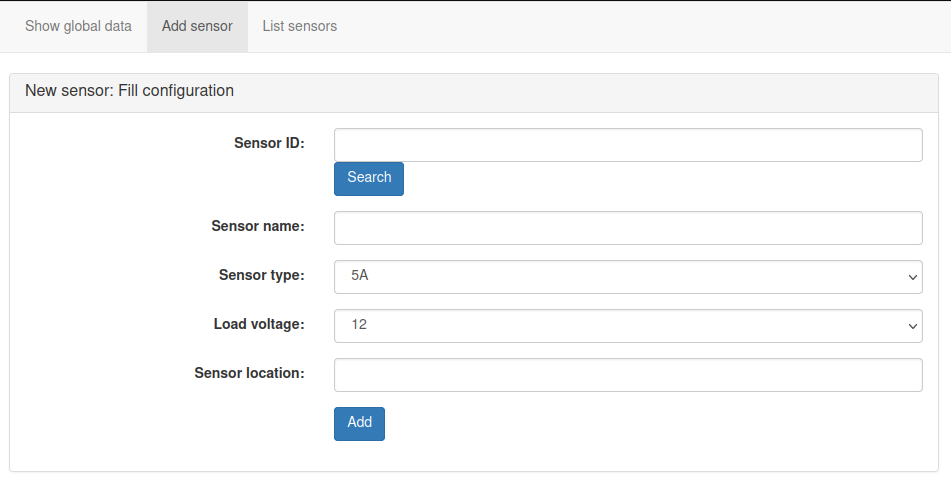 Show global data Add sensor List sensors
New sensor: Fill configuration
Sensor ID:
Search
Sensor name:
Sensor type: 5A
Load voltage: 12
Sensor location:
Add